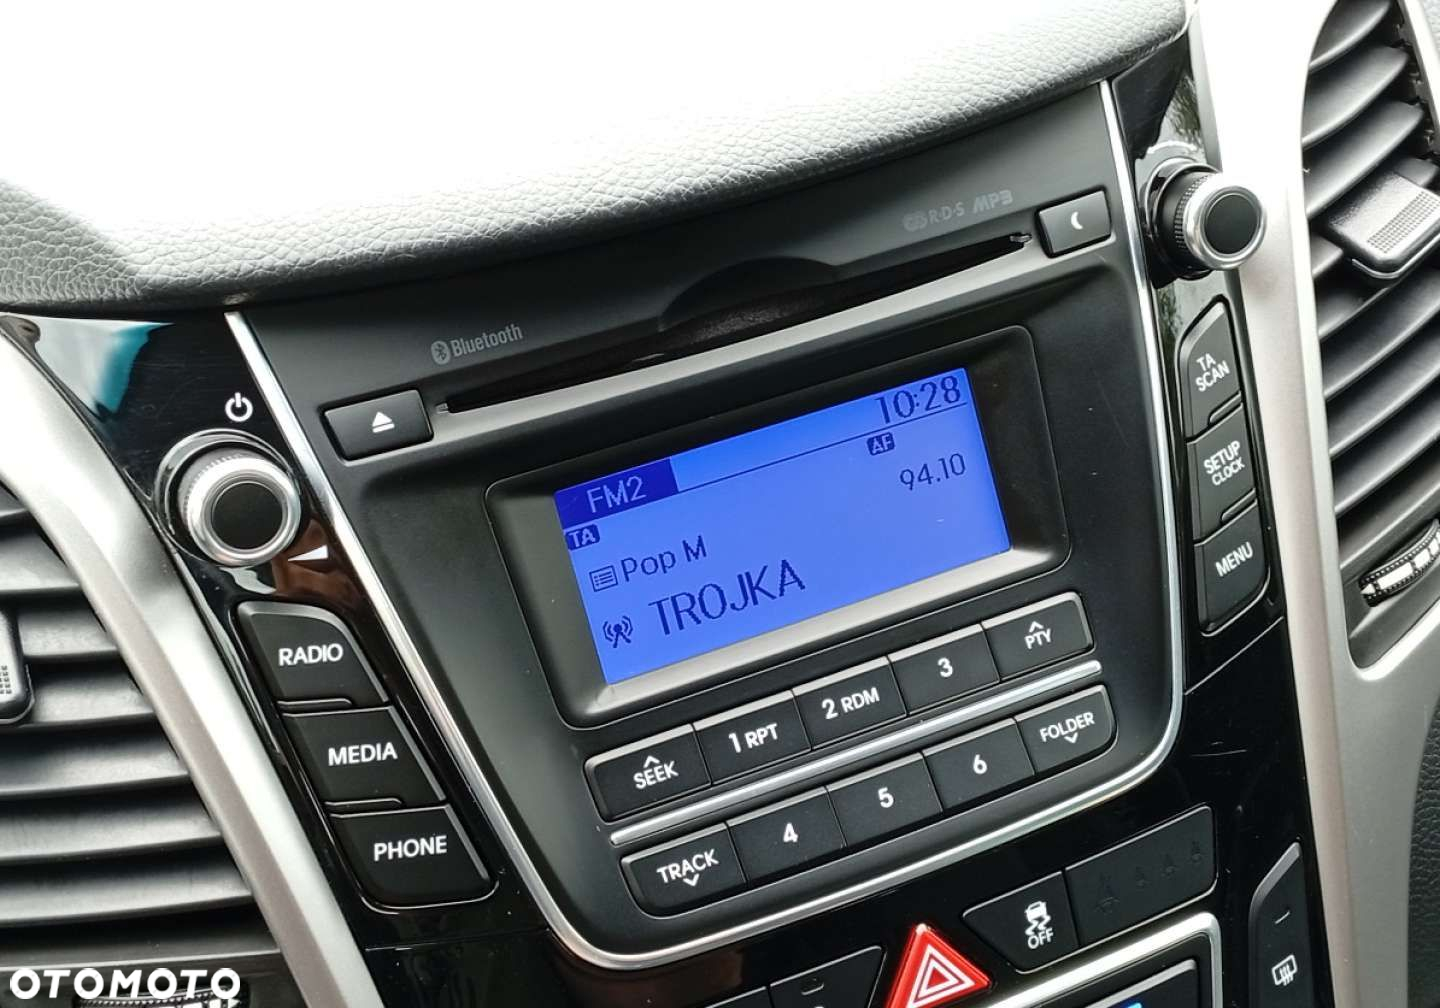 RDS MP3
Bluetooth
10:28
FM2
AF
94.10
TA
Pop M
TROJKA
TA
SCAN
SETUP
CLOCK
MENU
RADIO
MEDIA
PHONE
SEEK
1 RPT
2 RDM
3
PTY
TRACK
4
5
6
FOLDER
OFF
OTOMOTO